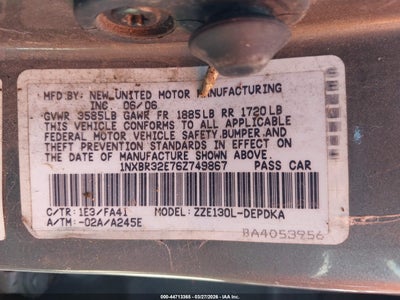 MFD.BY: NEW UNITED MOTOR MANUFACTURING
INC. 06/06
GVWR 3585LB GAWR FR 1885LB RR 1720LB
THIS VEHICLE CONFORMS TO ALL APPLICABLE
FEDERAL MOTOR VEHICLE SAFETY, BUMPER, AND
THEFT PREVENTION STANDARDS IN EFFECT ON
THE DATE OF MANUFACTURE SHOWN ABOVE.
1NXBR32E76Z749867 PASS CAR
C/TR: 1E3/FA41 MODEL: ZZE130L-DEPDKA
A/TM: -02A/A245E
BA4053956
000-44713365 - 03/27/2026 - IAA Inc.